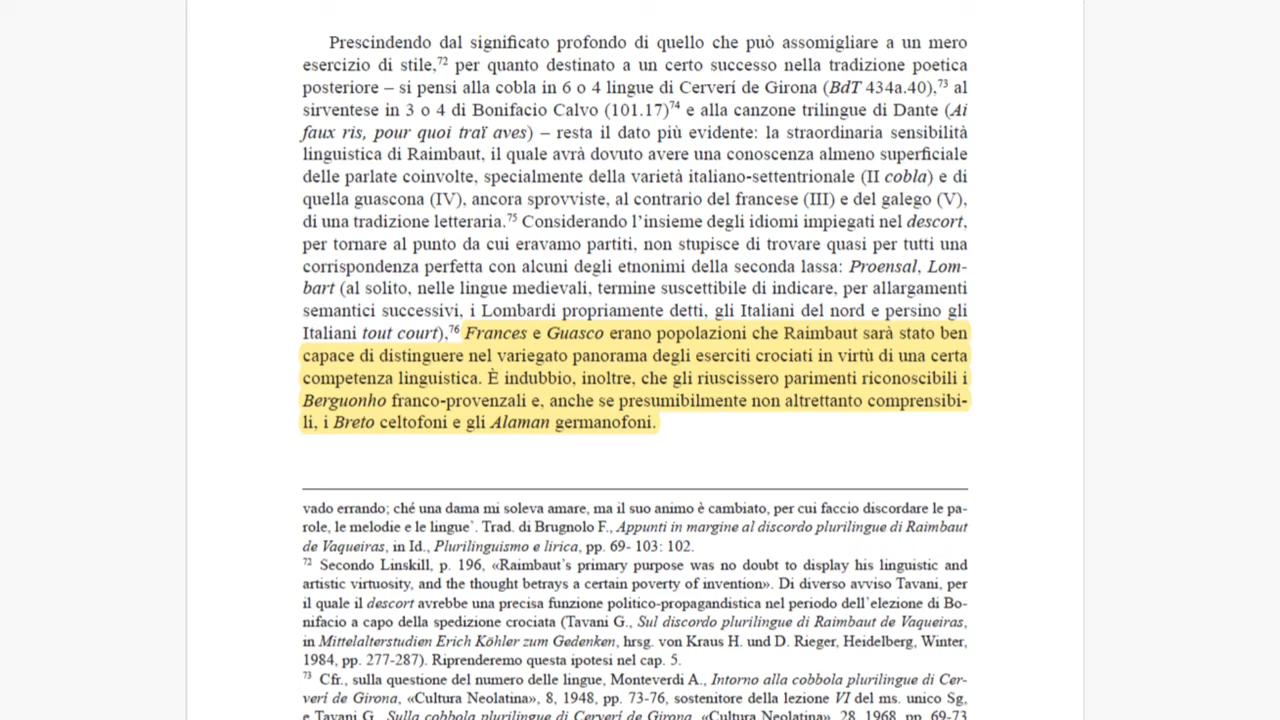 Prescindendo dal significato profondo di quello che può assomigliare a un mero
esercizio di stile,72 per quanto destinato a un certo successo nella tradizione poetica
posteriore – si pensi alla cobla in 6 o 4 lingue di Cerverí de Girona (BdT 434a.40),73 al
sirventese in 3 o 4 di Bonifacio Calvo (101.17)74 e alla canzone trilingue di Dante (Ai
faux ris, pour quoi traï aves) – resta il dato più evidente: la straordinaria sensibilità
linguistica di Raimbaut, il quale avrà dovuto avere una conoscenza almeno superficiale
delle parlate coinvolte, specialmente della varietà italiano-settentrionale (II cobla) e di
quella guascona (IV), ancora sprovviste, al contrario del francese (III) e del galego (V),
di una tradizione letteraria.75 Considerando l’insieme degli idiomi impiegati nel descort,
per tornare al punto da cui eravamo partiti, non stupisce di trovare quasi per tutti una
corrispondenza perfetta con alcuni degli etnonimi della seconda lassa: Proensal, Lom-
bart (al solito, nelle lingue medievali, termine suscettibile di indicare, per allargamenti
semantici successivi, i Lombardi propriamente detti, gli Italiani del nord e persino gli
Italiani tout court),76 Frances e Guasco erano popolazioni che Raimbaut sarà stato ben
capace di distinguere nel variegato panorama degli eserciti crociati in virtù di una certa
competenza linguistica. È indubbio, inoltre, che gli riuscissero parimenti riconoscibili i
Berguonho franco-provenzali e, anche se presumibilmente non altrettanto comprensibi-
li, i Breto celtofoni e gli Alaman germanofoni.
vado errando; ché una dama mi soleva amare, ma il suo animo è cambiato, per cui faccio discordare le pa-
role, le melodie e le lingue’. Trad. di Brugnolo F., Appunti in margine al discordo plurilingue di Raimbaut
de Vaqueiras, in Id., Plurilinguismo e lirica, pp. 69- 103: 102.
72 Secondo Linskill, p. 196, «Raimbaut’s primary purpose was no doubt to display his linguistic and
artistic virtuosity, and the thought betrays a certain poverty of invention». Di diverso avviso Tavani, per
il quale il descort avrebbe una precisa funzione politico-propagandistica nel periodo dell’elezione di Bo-
nifacio a capo della spedizione crociata (Tavani G., Sul discordo plurilingue di Raimbaut de Vaqueiras,
in Mittelalterstudien Erich Köhler zum Gedenken, hrsg. von Kraus H. und D. Rieger, Heidelberg, Winter,
1984, pp. 277-287). Riprenderemo questa ipotesi nel cap. 5.
73 Cfr., sulla questione del numero delle lingue, Monteverdi A., Intorno alla cobbola plurilingue di Cer-
verí de Girona, «Cultura Neolatina», 8, 1948, pp. 73-76, sostenitore della lezione VI del ms. unico Sg,
e Tavani G., Sulla cobbola plurilingue di Cerverí de Girona, «Cultura Neolatina», 28, 1968, pp. 69-73